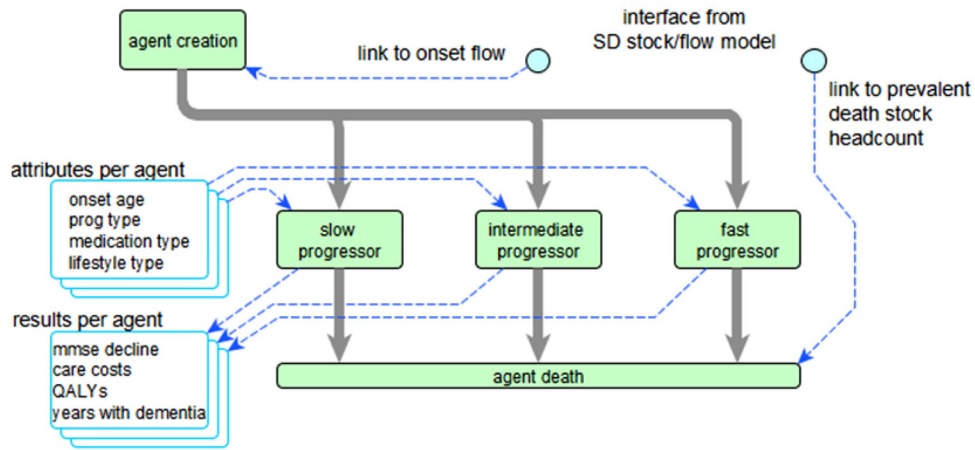 agent creation
link to onset flow
interface from
SD stock/flow model
link to prevalent
death stock
headcount
attributes per agent
onset age
prog type
medication type
lifestyle type
slow
progressor
intermediate
progressor
fast
progressor
results per agent
mmse decline
care costs
QALYs
years with dementia
agent death